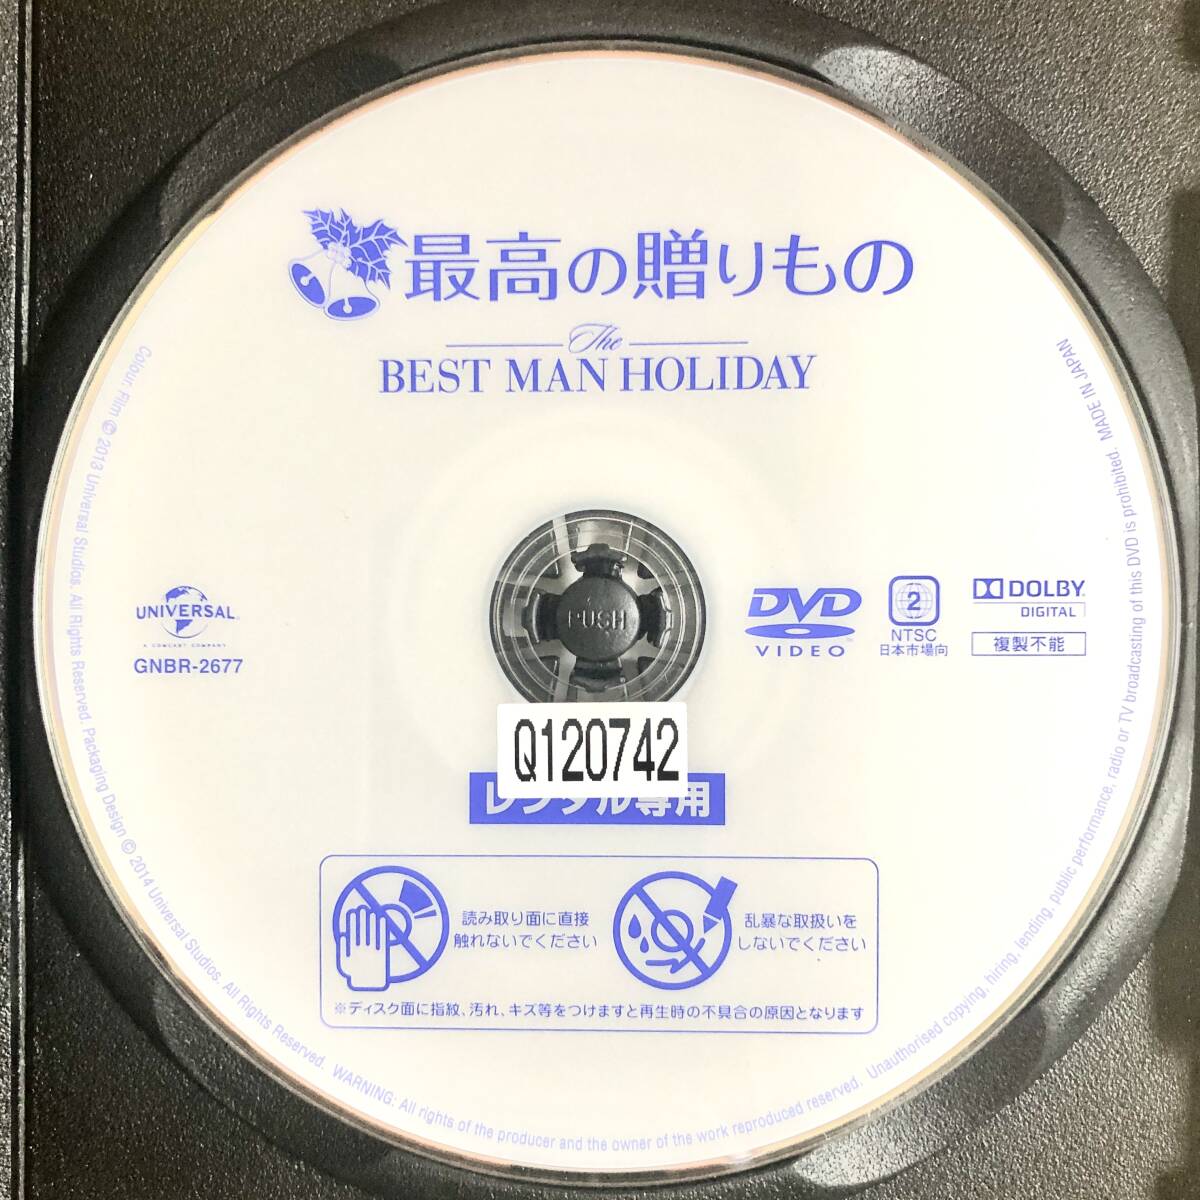 最高の贈りもの
The
BEST MAN HOLIDAY
UNIVERSAL
A COMCAST COMPANY
GNBR-2677
PUSH
DVD
VIDEO
2
NTSC
日本市場向
DOLBY
DIGITAL
複製不能
Q120742
レンタル専用
読み取り面に直接
触れないでください
乱暴な取扱いを
しないでください
※ディスク面に指紋、汚れ、キズ等をつけますと再生時の不具合の原因となります
Colour Film © 2013 Universal Studios. All Rights Reserved. Packaging Design © 2014 Universal Studios. All Rights Reserved. WARNING: All rights of the producer and the owner of the work reproduced reserved. Unauthorised copying, hiring, lending, public performance, radio or TV broadcasting of this DVD is prohibited. MADE IN JAPAN